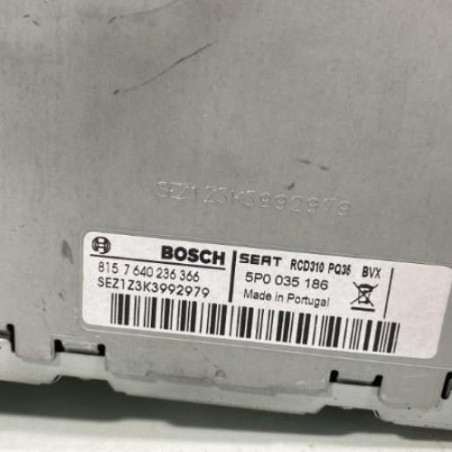 SEZ1Z3K3992979
BOSCH
SEAT RCD310 PQ35 BVX
815 7 640 236 366
5P0 035 186
SEZ1Z3K3992979
Made in Portugal